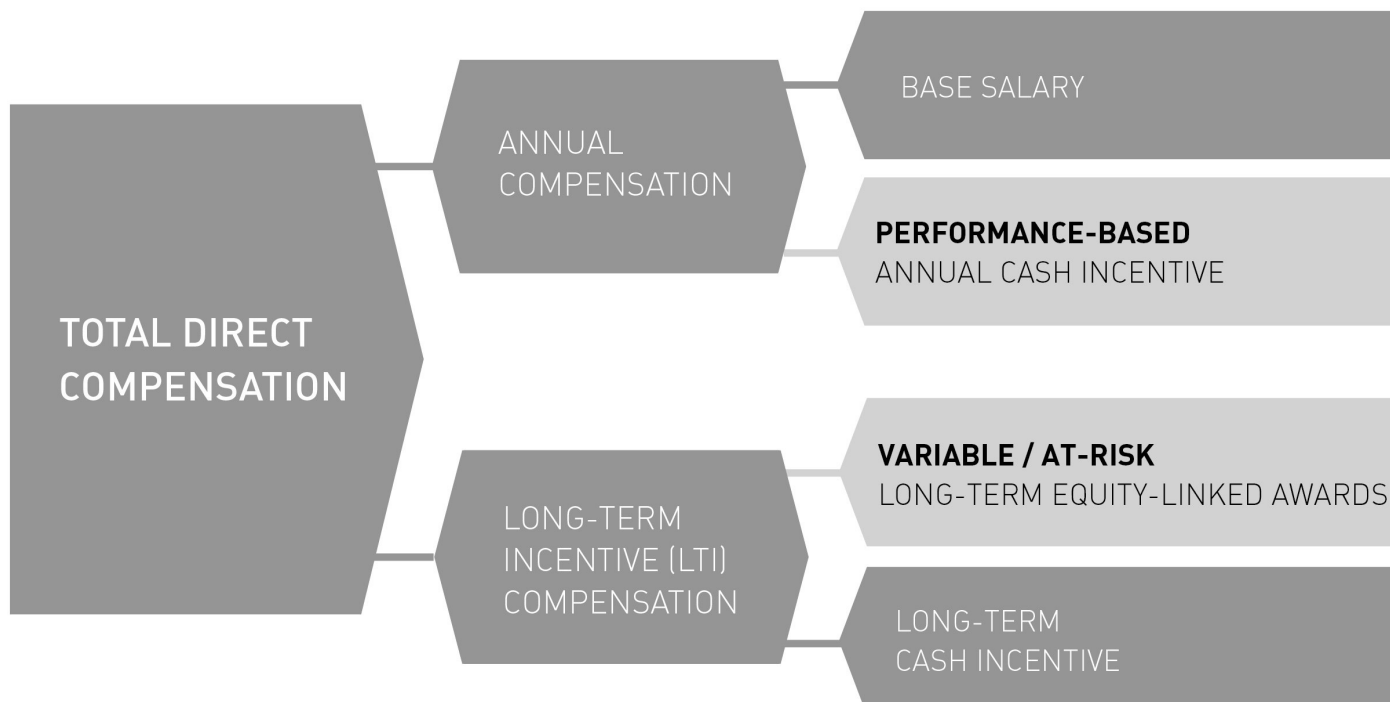 TOTAL DIRECT
COMPENSATION
ANNUAL
COMPENSATION
BASE SALARY
PERFORMANCE-BASED
ANNUAL CASH INCENTIVE
LONG-TERM
INCENTIVE (LTI)
COMPENSATION
VARIABLE / AT-RISK
LONG-TERM EQUITY-LINKED AWARDS
LONG-TERM
CASH INCENTIVE